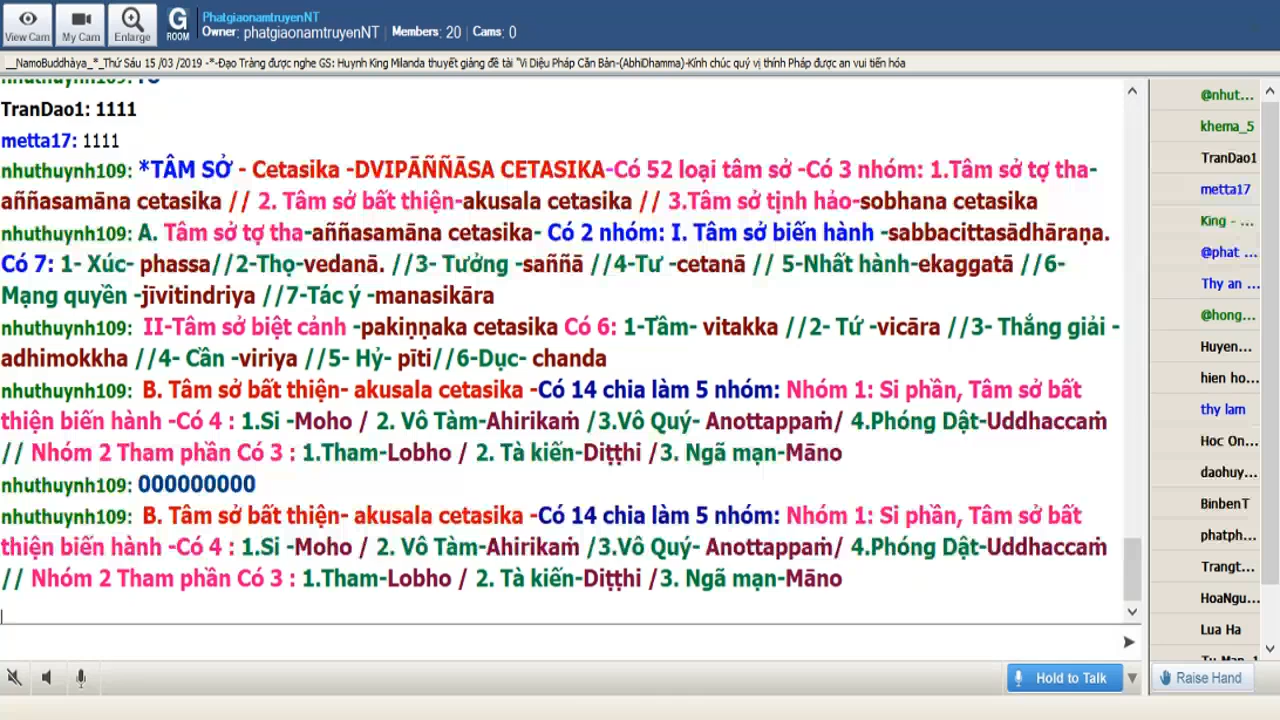 View Cam
My Cam
Enlarge
G
ROOM
PhatgiaonamtruyenNT
Owner: phatgiaonamtruyenNT | Members: 20 | Cams: 0
__NamoBuddhàya_*_Thứ Sáu 15 /03 /2019 -*-Đạo Tràng được nghe GS: Huynh King Milanda thuyết giảng đề tài "Vi Diệu Pháp Căn Bản-(AbhiDhamma)-Kính chúc quý vị thính Pháp được an vui tiến hóa
TranDao1: 1111
metta17: 1111
nhuthuynh109: *TÂM SỞ - Cetasika -DVIPĀÑÑĀSA CETASIKA-Có 52 loại tâm sở -Có 3 nhóm: 1.Tâm sở tợ tha-
aññasamāna cetasika // 2. Tâm sở bất thiện-akusala cetasika // 3.Tâm sở tịnh hảo-sobhana cetasika
nhuthuynh109: A. Tâm sở tợ tha-aññasamāna cetasika- Có 2 nhóm: I. Tâm sở biến hành -sabbacittasādhāraṇa.
Có 7: 1- Xúc- phassa//2-Thọ-vedanā. //3- Tưởng -saññā //4-Tư -cetanā // 5-Nhất hành-ekaggatā //6-
Mạng quyền -jīvitindriya //7-Tác ý -manasikāra
nhuthuynh109: II-Tâm sở biệt cảnh -pakiṇṇaka cetasika Có 6: 1-Tầm- vitakka //2- Tứ -vicāra //3- Thắng giải -
adhimokkha //4- Cần -viriya //5- Hỷ- pīti//6-Dục- chanda
nhuthuynh109: B. Tâm sở bất thiện- akusala cetasika -Có 14 chia làm 5 nhóm: Nhóm 1: Si phần, Tâm sở bất
thiện biến hành -Có 4 : 1.Si -Moho / 2. Vô Tàm-Ahirikaṁ /3.Vô Quý- Anottappaṁ/ 4.Phóng Dật-Uddhaccaṁ
// Nhóm 2 Tham phần Có 3 : 1.Tham-Lobho / 2. Tà kiến-Diṭṭhi /3. Ngã mạn-Māno
nhuthuynh109: 000000000
nhuthuynh109: B. Tâm sở bất thiện- akusala cetasika -Có 14 chia làm 5 nhóm: Nhóm 1: Si phần, Tâm sở bất
thiện biến hành -Có 4 : 1.Si -Moho / 2. Vô Tàm-Ahirikaṁ /3.Vô Quý- Anottappaṁ/ 4.Phóng Dật-Uddhaccaṁ
// Nhóm 2 Tham phần Có 3 : 1.Tham-Lobho / 2. Tà kiến-Diṭṭhi /3. Ngã mạn-Māno
@nhut...
khema_5
TranDao1
metta17
King - ...
@phat ...
Thy an ...
@hong...
Huyen...
hien ho...
thy lam
Hoc On...
daohuy...
BinbenT
phatph...
Trangt...
HoaNgu...
Lua Ha
Hold to Talk
Raise Hand